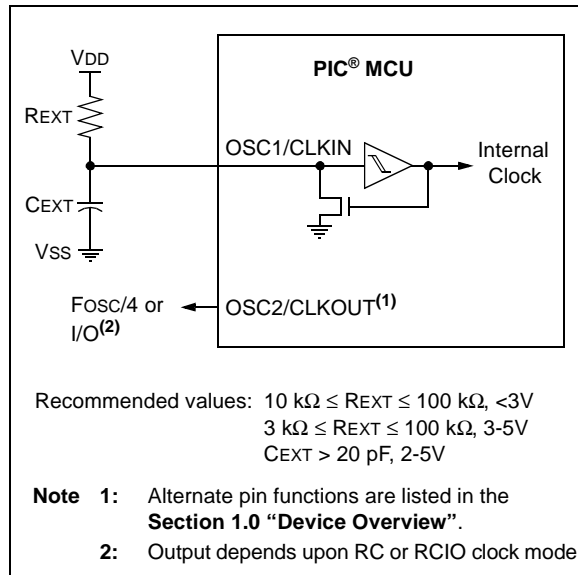 VDD
PIC® MCU
REXT
OSC1/CLKIN
Internal
Clock
CEXT
VSS
FOSC/4 or
I/O(2)
OSC2/CLKOUT(1)
Recommended values: 10 kΩ ≤ REXT ≤ 100 kΩ, <3V
3 kΩ ≤ REXT ≤ 100 kΩ, 3-5V
CEXT > 20 pF, 2-5V
Note 1: Alternate pin functions are listed in the
Section 1.0 “Device Overview”.
2: Output depends upon RC or RCIO clock mode